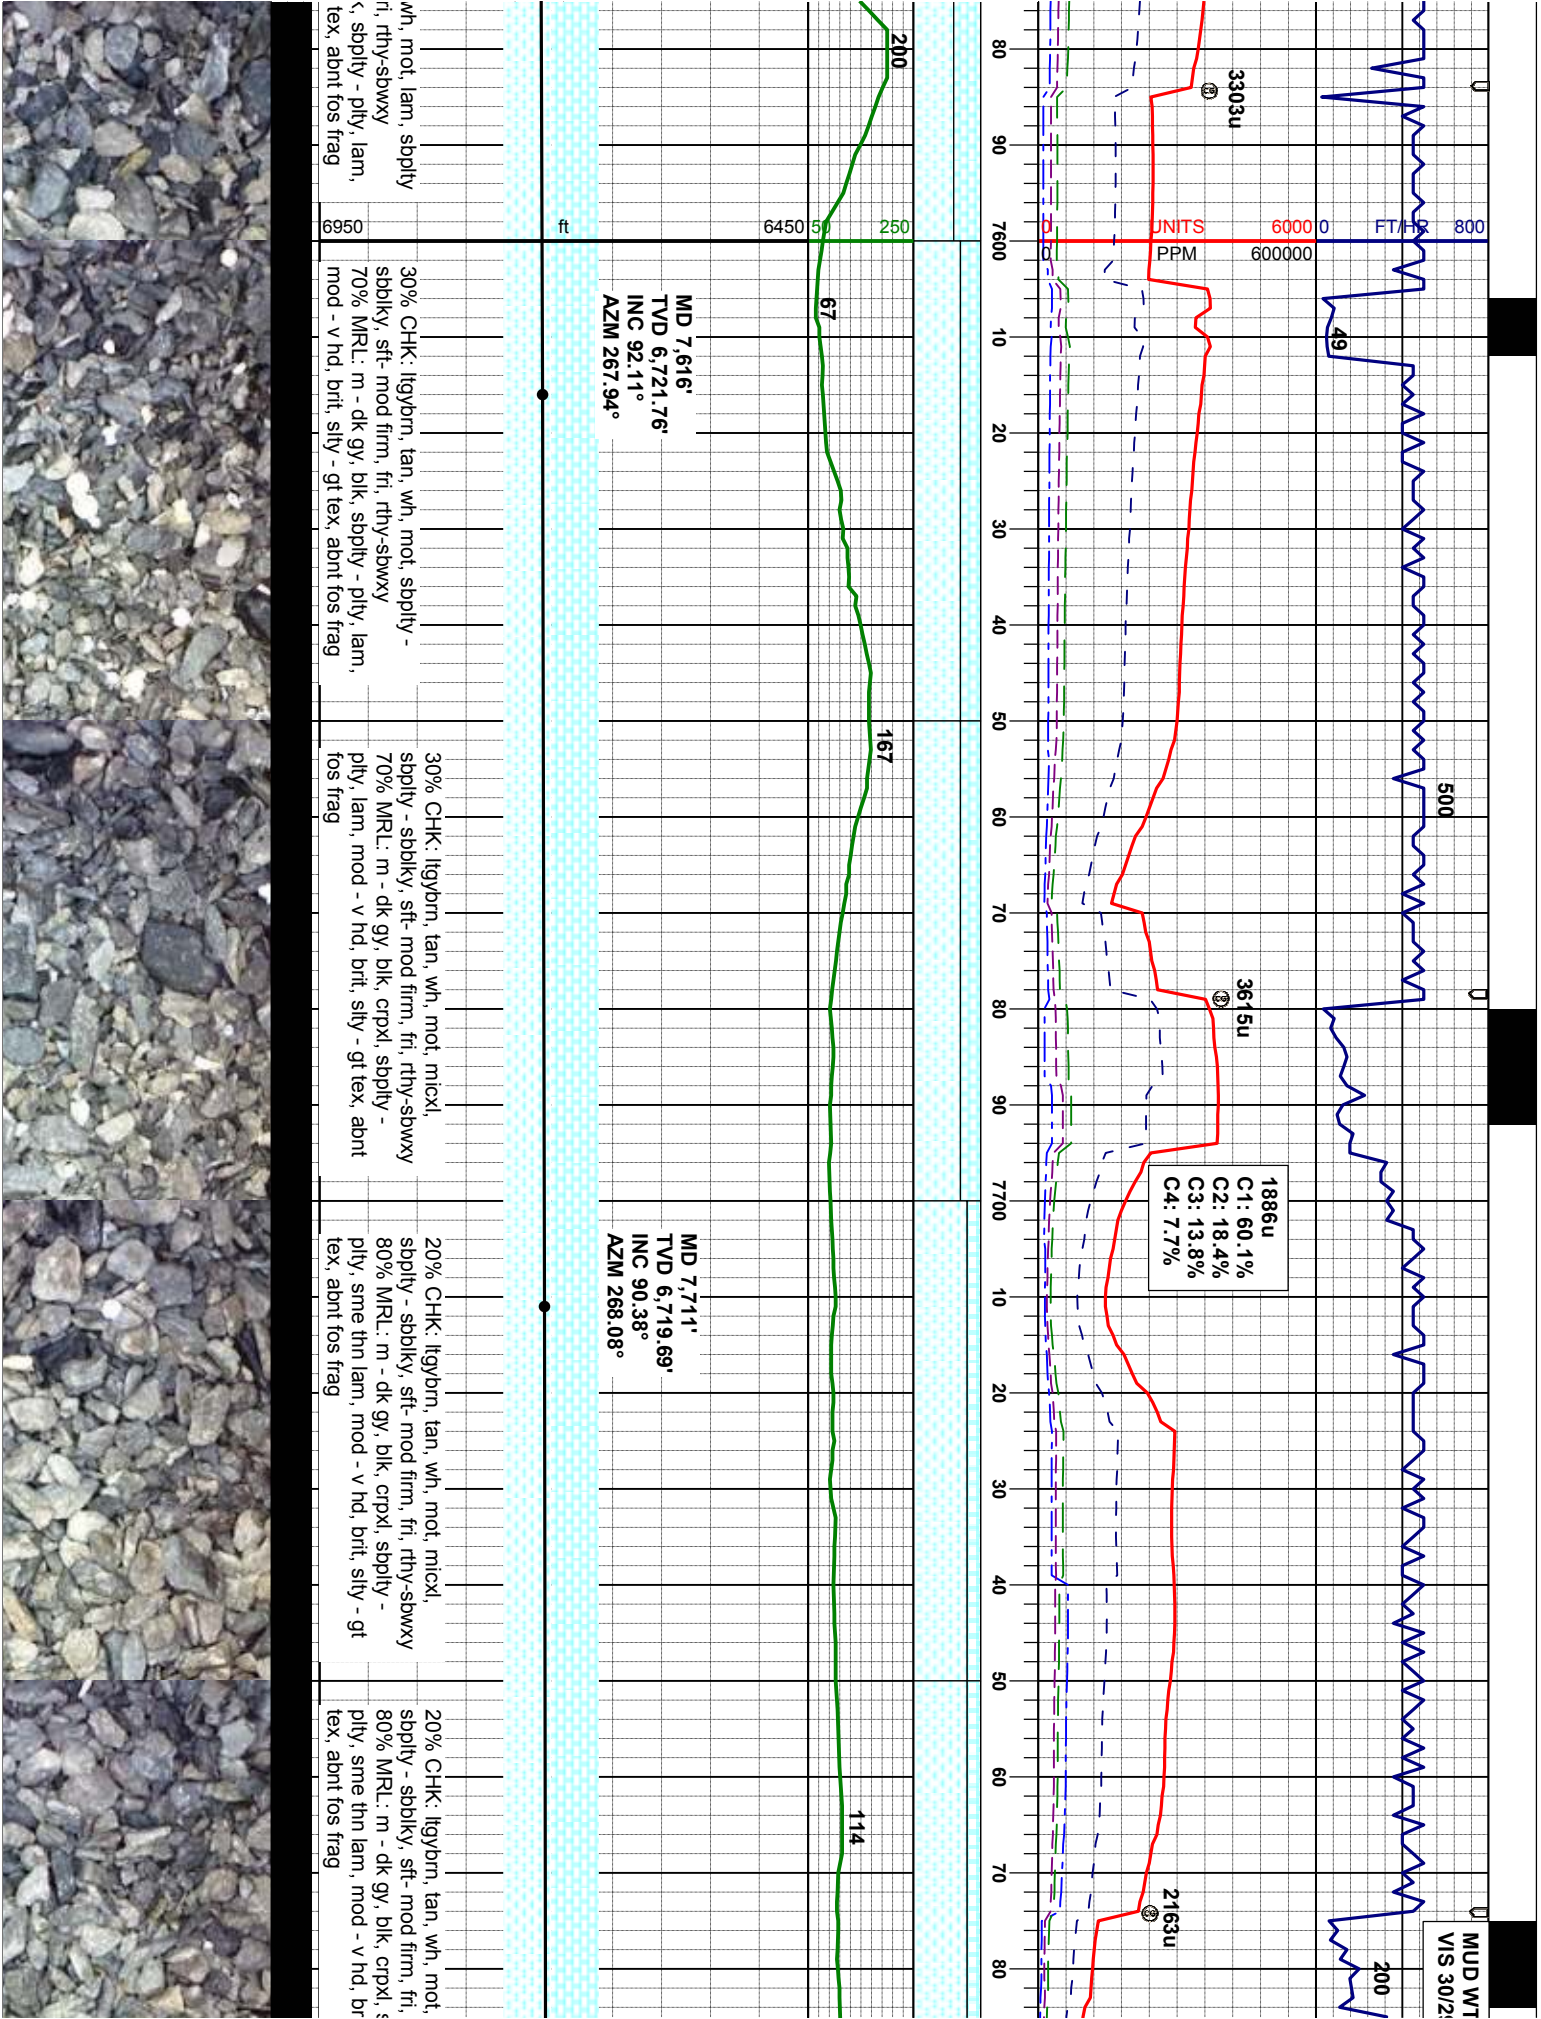 MUD WT
VIS 30/29
500
49
200
0 FT/HR 800
3303u
3615u
2163u
0 UNITS 6000
0 PPM 600000
1886u
C1: 60.1%
C2: 18.4%
C3: 13.8%
C4: 7.7%
80
90
7600
10
20
30
40
50
60
70
80
90
7700
10
20
30
40
50
60
70
80
200
67
167
114
50 250
6950 ft 6450
MD 7,616'
TVD 6,721.76'
INC 92.11°
AZM 267.94°
MD 7,711'
TVD 6,719.69'
INC 90.38°
AZM 268.08°
wh, mot, lam, sbplty
ri, rthy-sbwxy
sbplty - plty, lam,
tex, abnt fos frag
30% CHK: ltgybrn, tan, wh, mot, sbplty -
sbblky, sft- mod firm, fri, rthy-sbwxy
70% MRL: m - dk gy, blk, sbplty - plty, lam,
mod - v hd, brit, slty - gt tex, abnt fos frag
30% CHK: ltgybrn, tan, wh, mot, micxl,
sbplty - sbblky, sft- mod firm, fri, rthy-sbwxy
70% MRL: m - dk gy, blk, crpxl, sbplty -
plty, lam, mod - v hd, brit, slty - gt tex, abnt
fos frag
20% CHK: ltgybrn, tan, wh, mot, micxl,
sbplty - sbblky, sft- mod firm, fri, rthy-sbwxy
80% MRL: m - dk gy, blk, crpxl, sbplty -
plty, sme thn lam, mod - v hd, brit, slty - gt
tex, abnt fos frag
20% CHK: ltgybrn, tan, wh, mot,
sbplty - sbblky, sft- mod firm, fri,
80% MRL: m - dk gy, blk, crpxl, s
plty, sme thn lam, mod - v hd, br
tex, abnt fos frag